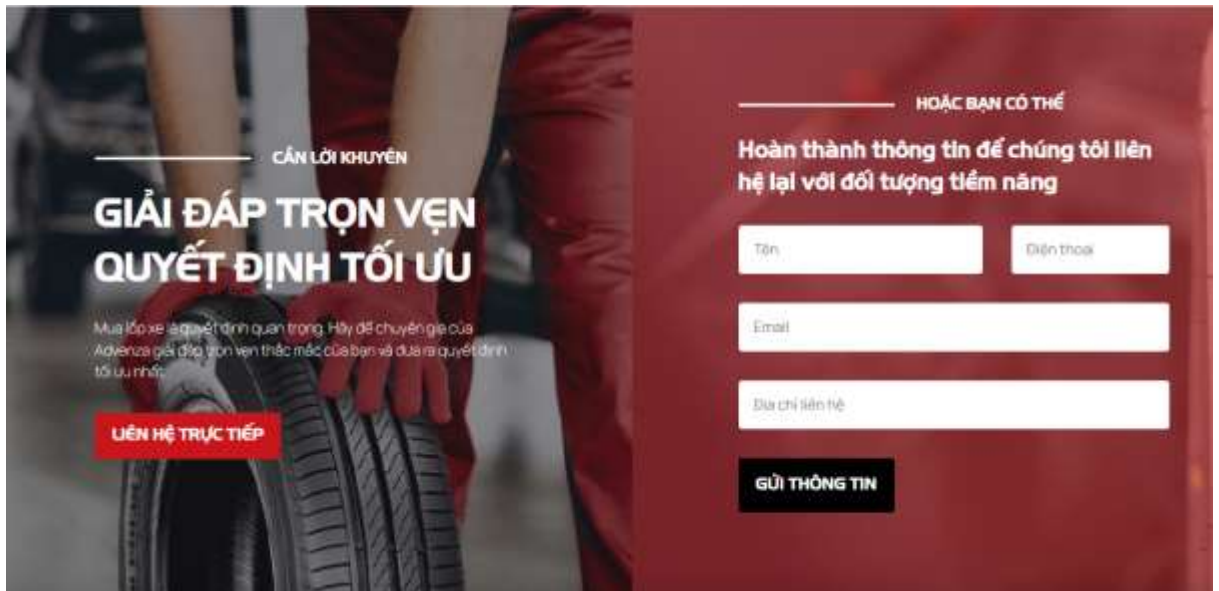 CẦN LỜI KHUYÊN
GIẢI ĐÁP TRỌN VẸN
QUYẾT ĐỊNH TỐI ƯU
Mua lốp xe là quyết định quan trọng. Hãy để chuyên gia của
Advenza giải đáp trọn vẹn thắc mắc của bạn và đưa ra quyết định
tối ưu nhất.
LIÊN HỆ TRỰC TIẾP
HOẶC BẠN CÓ THỂ
Hoàn thành thông tin để chúng tôi liên
hệ lại với đối tượng tiềm năng
Tên
Điện thoại
Email
Địa chỉ liên hệ
GỬI THÔNG TIN